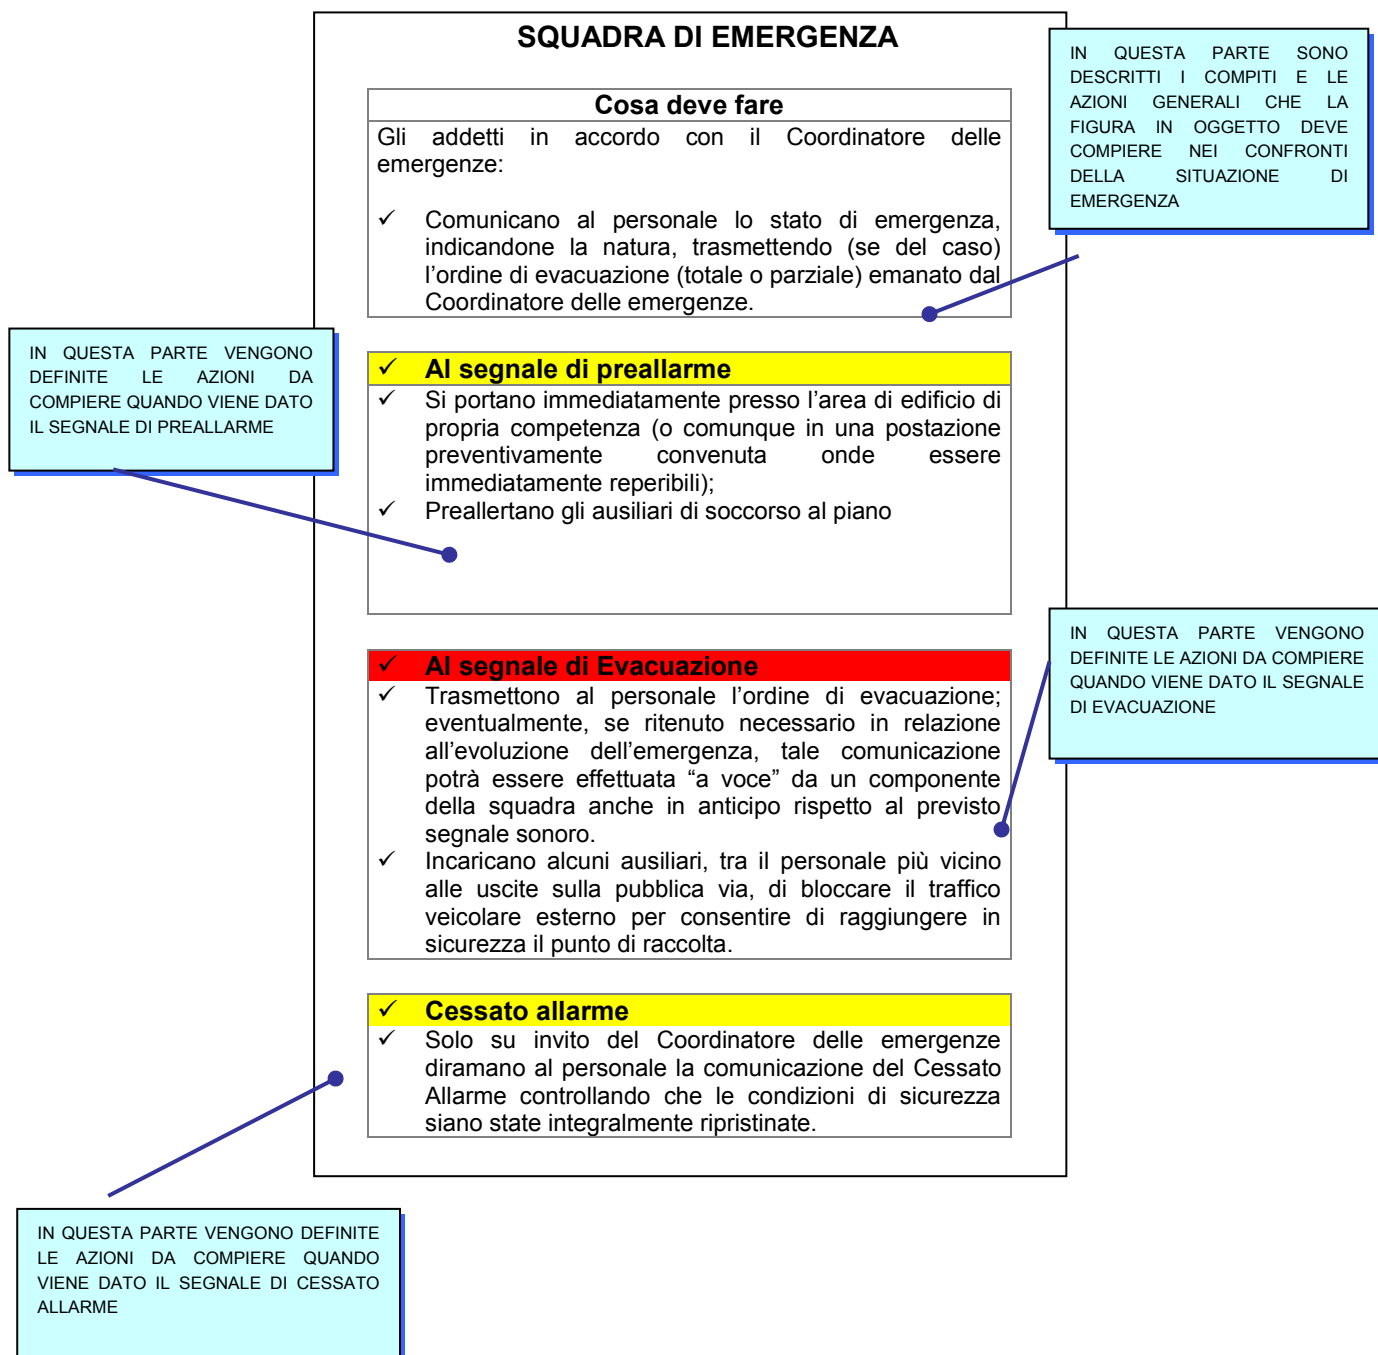 SQUADRA DI EMERGENZA
IN QUESTA PARTE SONO
DESCRITTI I COMPITI E LE
AZIONI GENERALI CHE LA
FIGURA IN OGGETTO DEVE
COMPIERE NEI CONFRONTI
DELLA SITUAZIONE DI
EMERGENZA
Cosa deve fare
Gli addetti in accordo con il Coordinatore delle
emergenze:
✓ Comunicano al personale lo stato di emergenza,
indicandone la natura, trasmettendo (se del caso)
l’ordine di evacuazione (totale o parziale) emanato dal
Coordinatore delle emergenze.
IN QUESTA PARTE VENGONO
DEFINITE LE AZIONI DA
COMPIERE QUANDO VIENE DATO
IL SEGNALE DI PREALLARME
✓ Al segnale di preallarme
✓ Si portano immediatamente presso l’area di edificio di
propria competenza (o comunque in una postazione
preventivamente convenuta onde essere
immediatamente reperibili);
✓ Preallertano gli ausiliari di soccorso al piano
IN QUESTA PARTE VENGONO
DEFINITE LE AZIONI DA COMPIERE
QUANDO VIENE DATO IL SEGNALE
DI EVACUAZIONE
✓ Al segnale di Evacuazione
✓ Trasmettono al personale l’ordine di evacuazione;
eventualmente, se ritenuto necessario in relazione
all’evoluzione dell’emergenza, tale comunicazione
potrà essere effettuata “a voce” da un componente
della squadra anche in anticipo rispetto al previsto
segnale sonoro.
✓ Incaricano alcuni ausiliari, tra il personale più vicino
alle uscite sulla pubblica via, di bloccare il traffico
veicolare esterno per consentire di raggiungere in
sicurezza il punto di raccolta.
✓ Cessato allarme
✓ Solo su invito del Coordinatore delle emergenze
diramano al personale la comunicazione del Cessato
Allarme controllando che le condizioni di sicurezza
siano state integralmente ripristinate.
IN QUESTA PARTE VENGONO DEFINITE
LE AZIONI DA COMPIERE QUANDO
VIENE DATO IL SEGNALE DI CESSATO
ALLARME